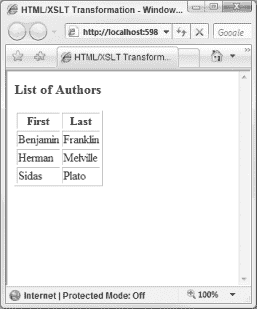 HTML/XSLT Transformation - Window...
http://localhost:598
Google
HTML/XSLT Transform...
List of Authors
First Last
Benjamin Franklin
Herman Melville
Sidas Plato
Internet | Protected Mode: Off
100%